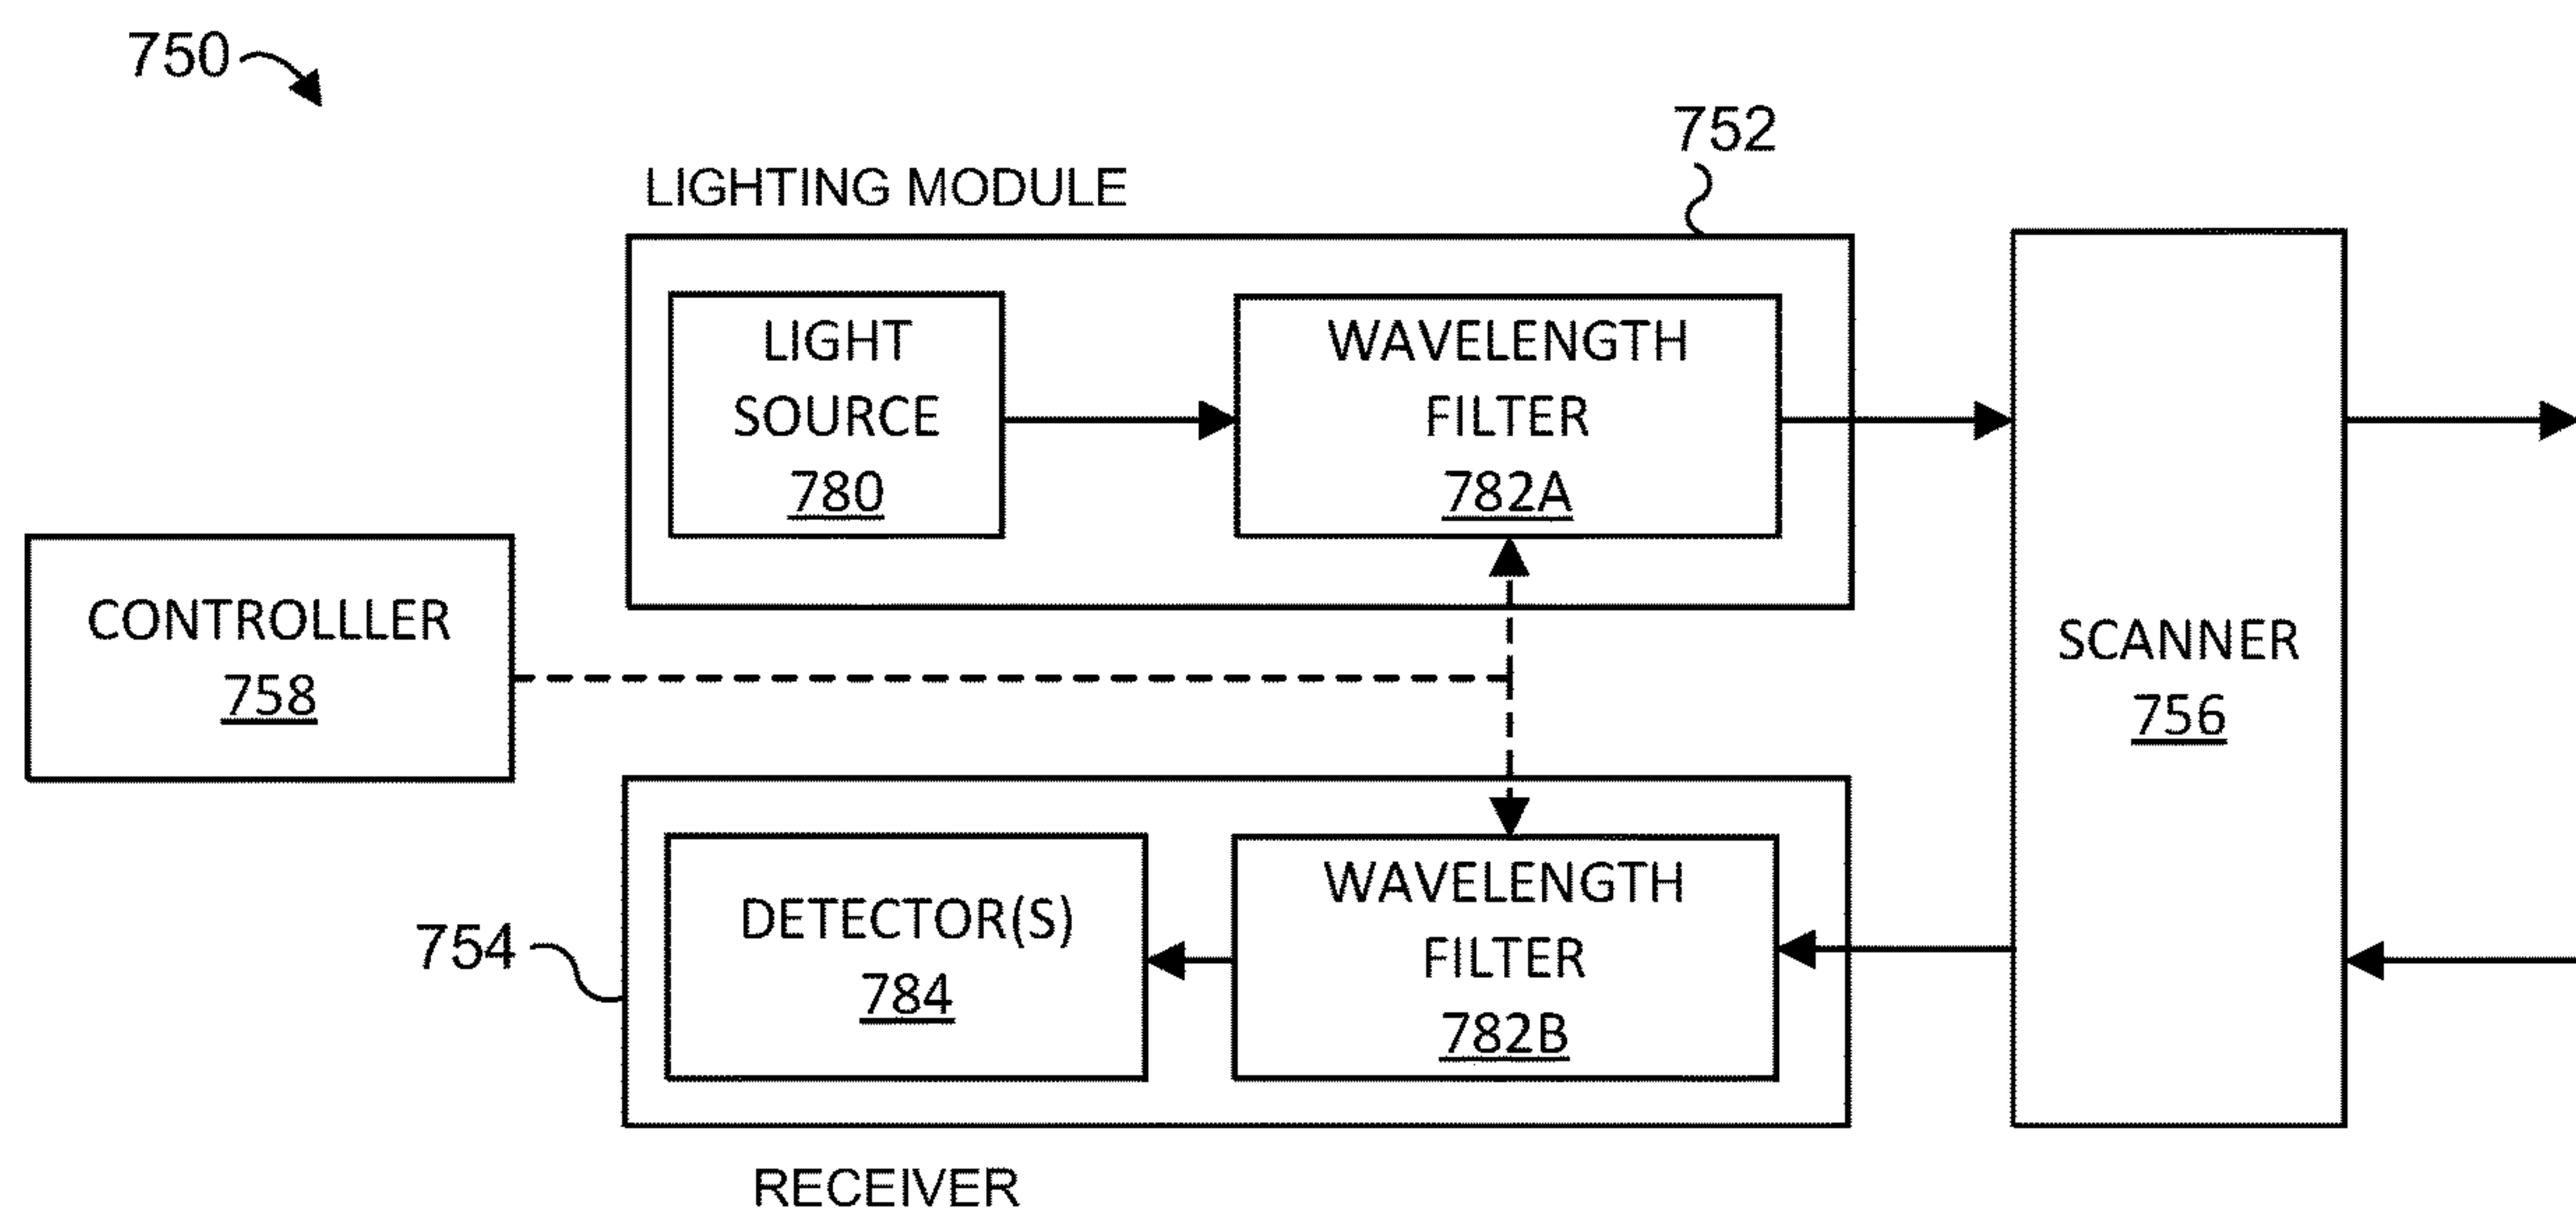 750
752
LIGHTING MODULE
LIGHT
SOURCE
780
WAVELENGTH
FILTER
782A
CONTROLLLER
758
SCANNER
756
754
DETECTOR(S)
784
WAVELENGTH
FILTER
782B
RECEIVER